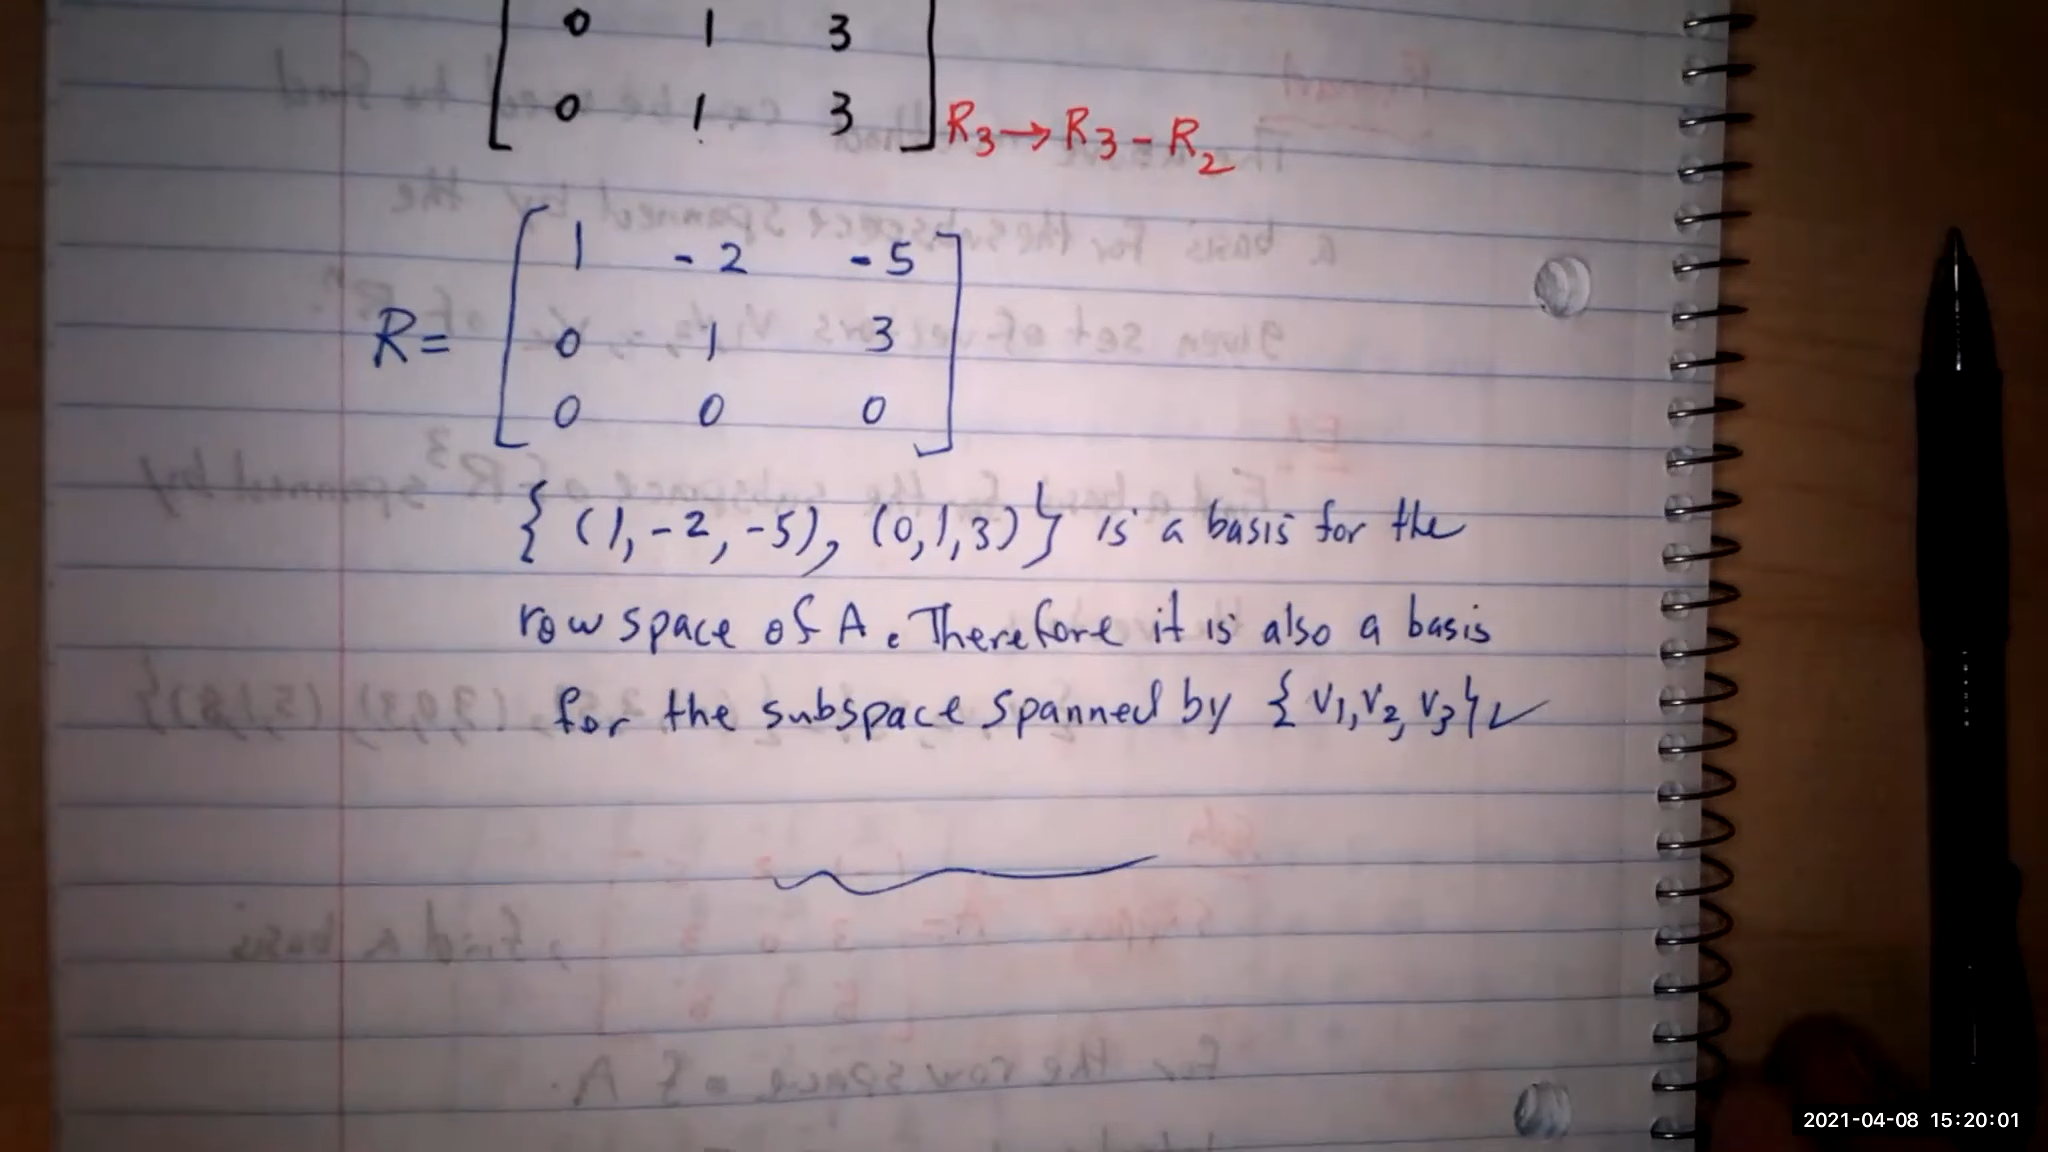 0 1 3
0 1 3 R3→R3-R2
1 -2 -5
R= 0 1 3
0 0 0
{ (1,-2,-5), (0,1,3)} is a basis for the
row space of A. Therefore it is also a basis
for the subspace spanned by { V1,V2, V3}
2021-04-08 15:20:01